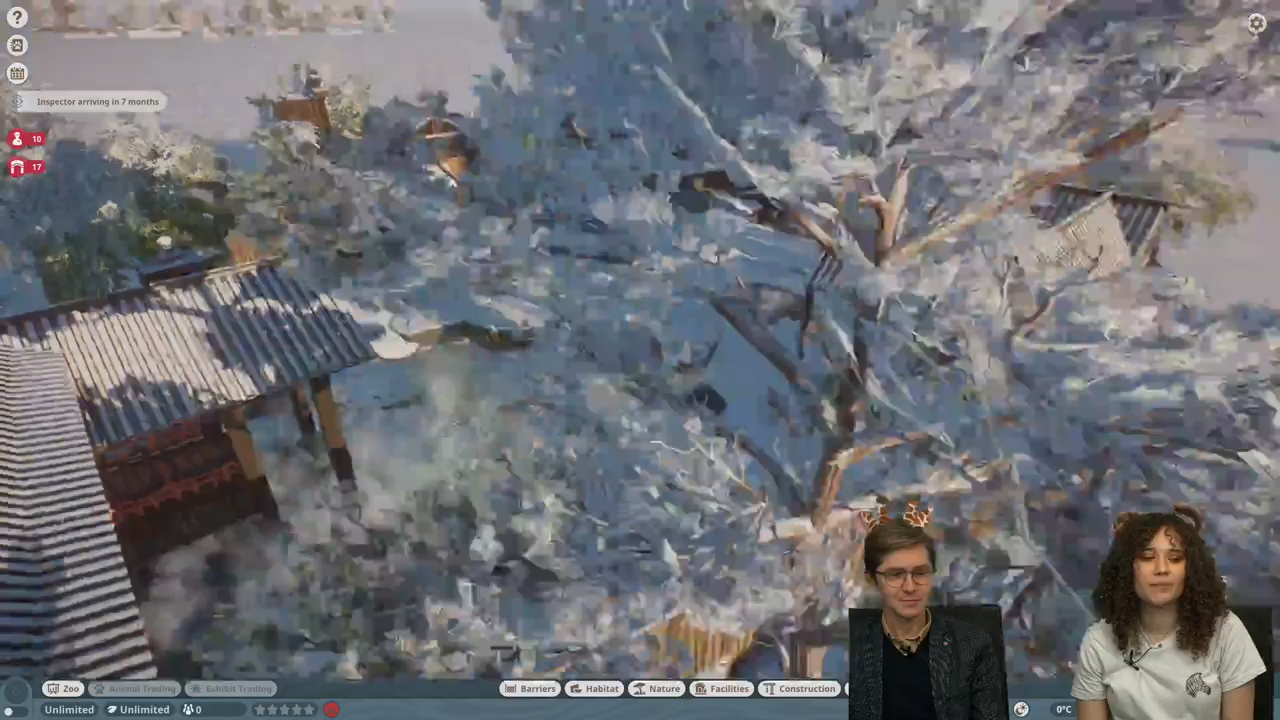 ?
Inspector arriving in 7 months
10
17
Zoo
Animal Trading
Exhibit Trading
Barriers
Habitat
Nature
Facilities
Construction
Unlimited
Unlimited
0
0°C